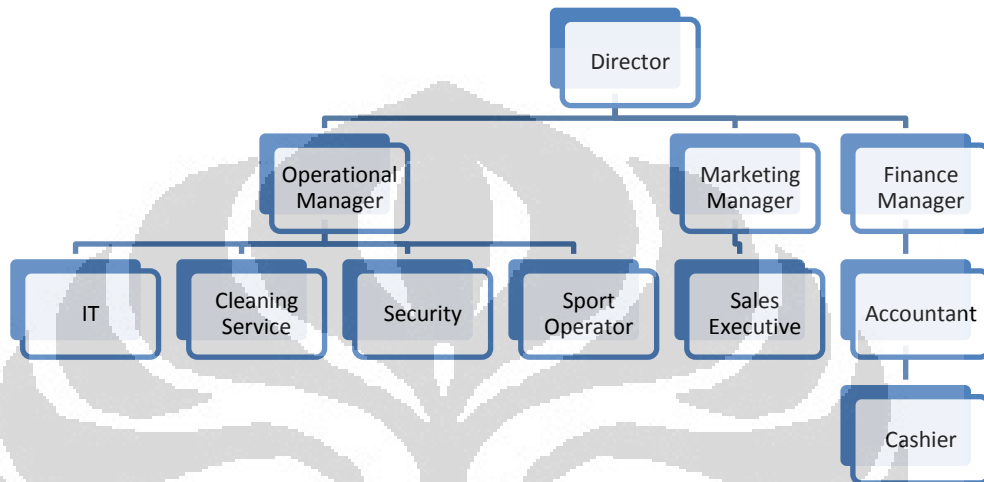 Director
Operational
Manager
Marketing
Manager
Finance
Manager
IT
Cleaning
Service
Security
Sport
Operator
Sales
Executive
Accountant
Cashier